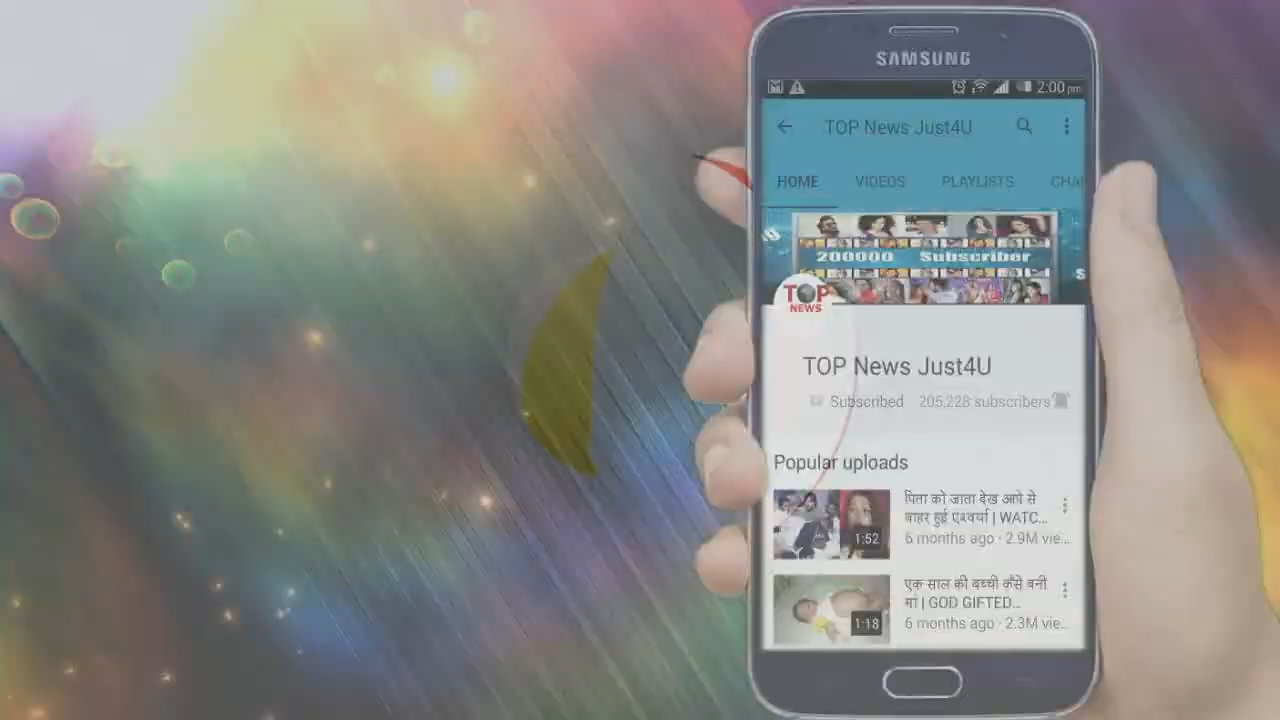 SAMSUNG
2:00 pm
TOP News Just4U
HOME VIDEOS PLAYLISTS CHA
200000 Subscriber
TOP
NEWS
TOP News Just4U
Subscribed 205,228 subscribers
Popular uploads
पिता को जाता देख आपे से
बाहर हुई एश्वर्या | WATC...
6 months ago · 2.9M vie...
1:52
एक साल की बच्ची कैसे बनी
मां | GOD GIFTED...
6 months ago · 2.3M vie...
1:18